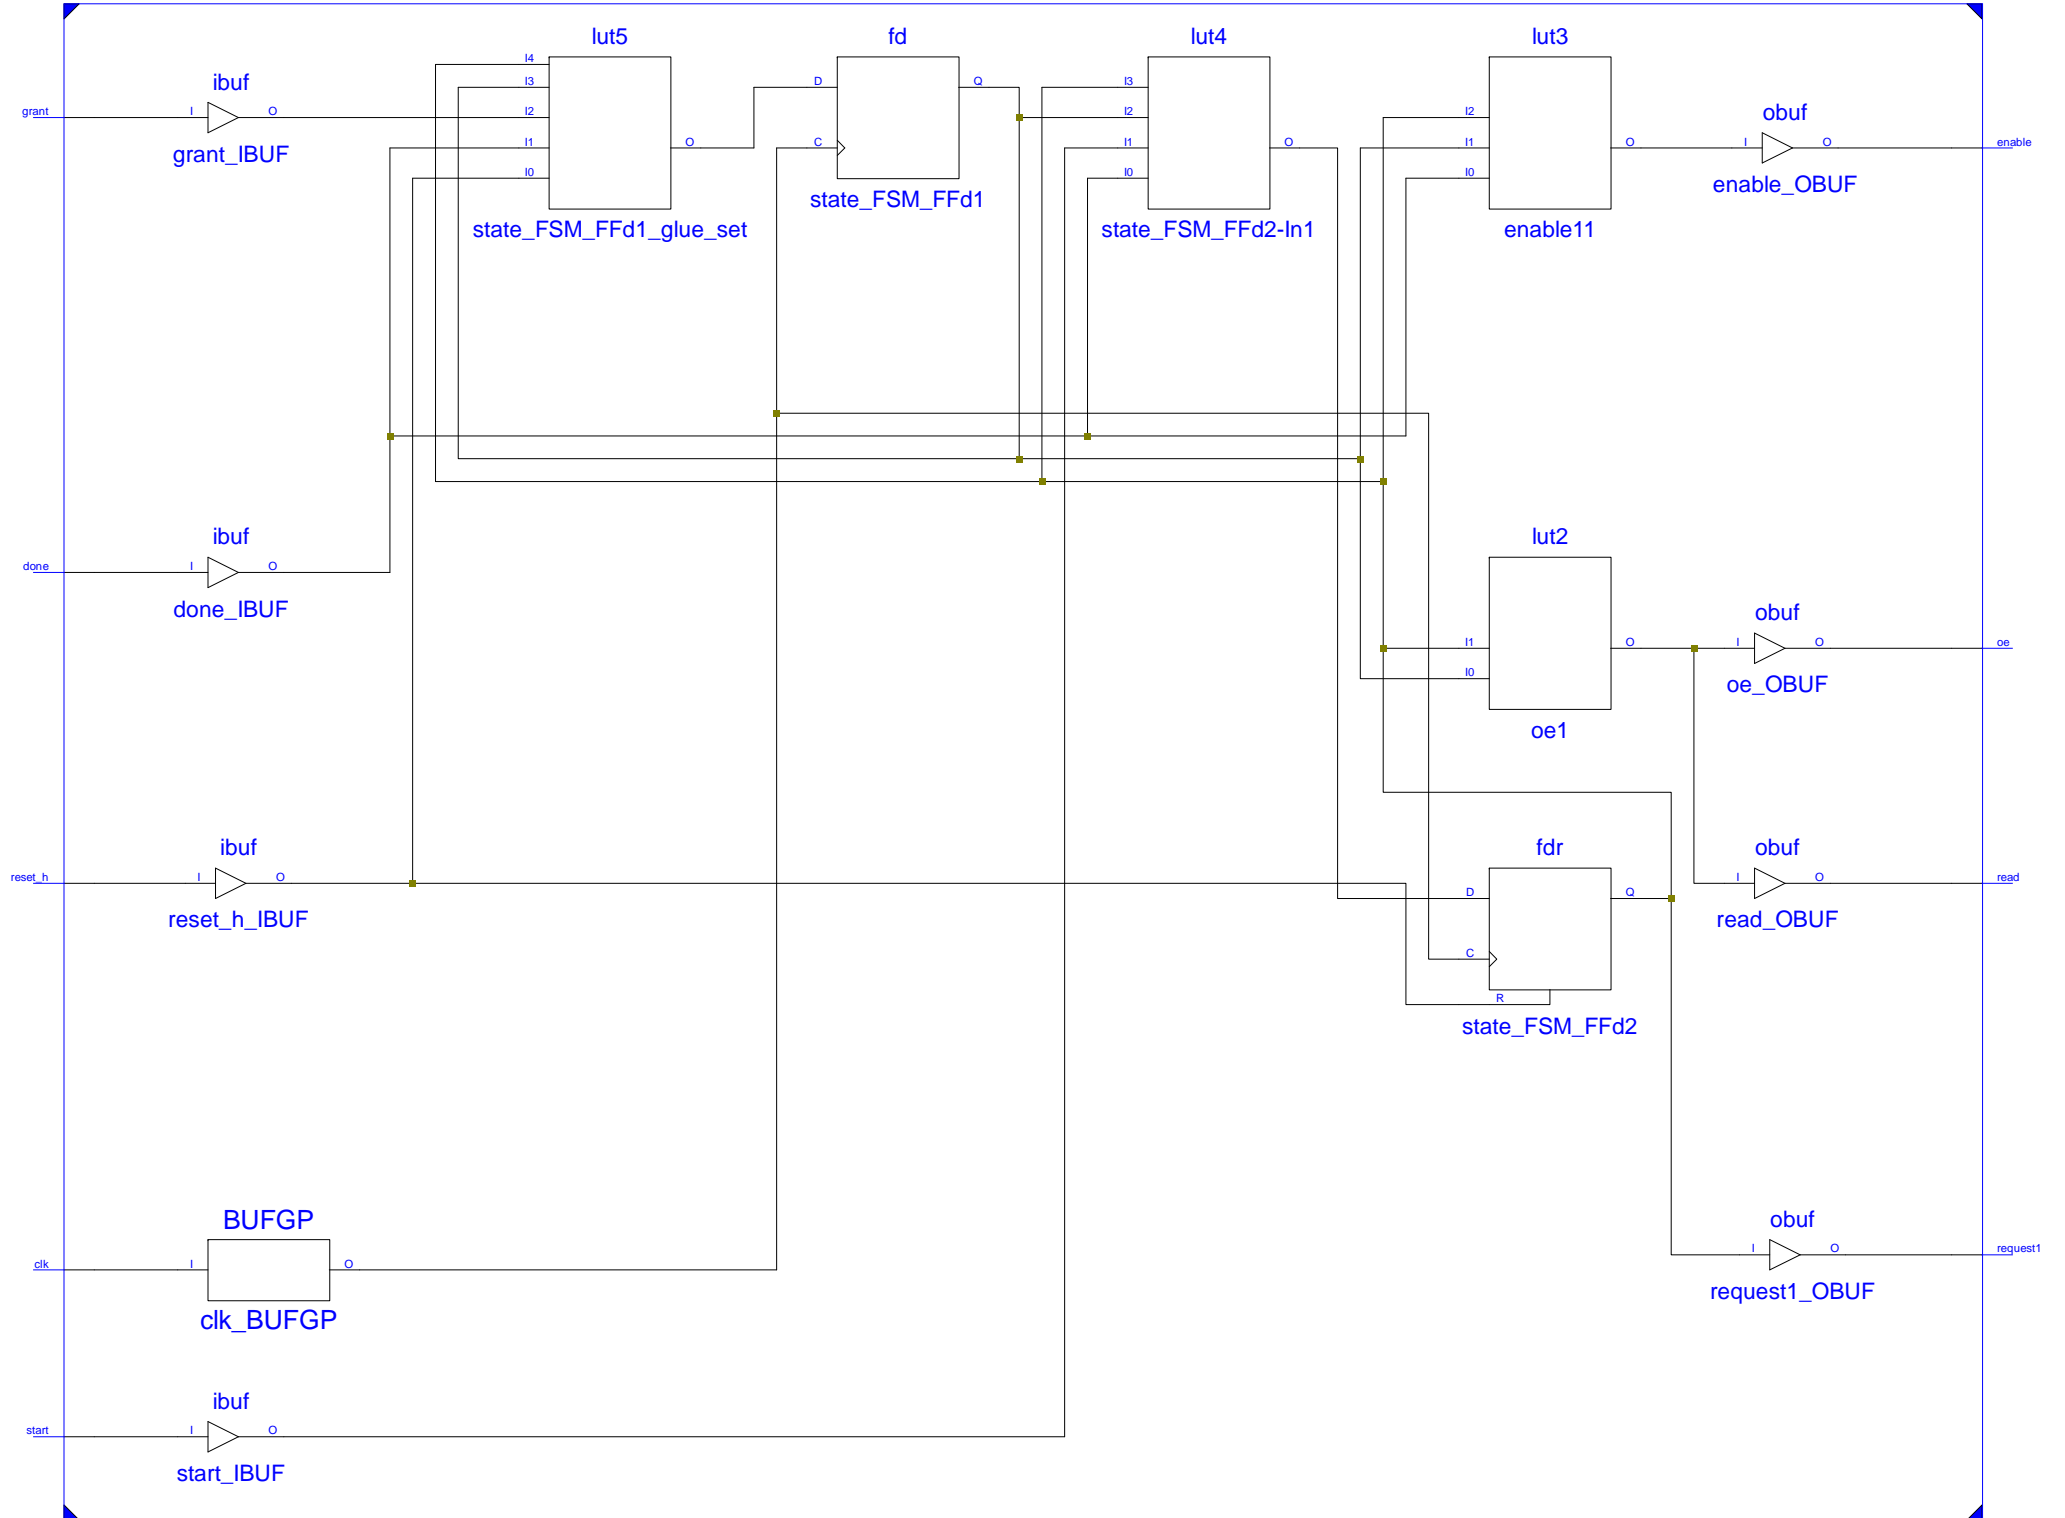 lut5 fd lut4 lut3
I4
ibuf I3 D Q I3
grant I O I2 I2 I2 obuf
grant_IBUF I1 O C I1 O I1 O I O enable
I0 I0 I0 enable_OBUF
state_FSM_FFd1
state_FSM_FFd1_glue_set state_FSM_FFd2-In1 enable11
ibuf lut2
done I O
done_IBUF obuf
I1 O I O oe
I0 oe_OBUF
oe1
ibuf fdr obuf
reset_h I O I O read
D Q
reset_h_IBUF read_OBUF
C
R
state_FSM_FFd2
BUFGP obuf
clk I O I O request1
clk_BUFGP request1_OBUF
ibuf
start I O
start_IBUF